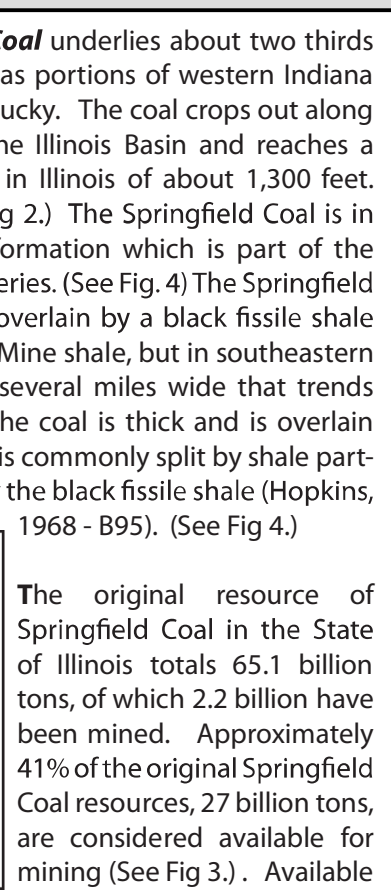 Coal underlies about two thirds
as portions of western Indiana
ucky. The coal crops out along
he Illinois Basin and reaches a
in Illinois of about 1,300 feet.
g 2.) The Springfield Coal is in
ormation which is part of the
eries. (See Fig. 4) The Springfield
overlain by a black fissile shale
Mine shale, but in southeastern
several miles wide that trends
he coal is thick and is overlain
is commonly split by shale part-
the black fissile shale (Hopkins,
1968 - B95). (See Fig 4.)
The original resource of
Springfield Coal in the State
of Illinois totals 65.1 billion
tons, of which 2.2 billion have
been mined. Approximately
41% of the original Springfield
Coal resources, 27 billion tons,
are considered available for
mining (See Fig 3.) . Available